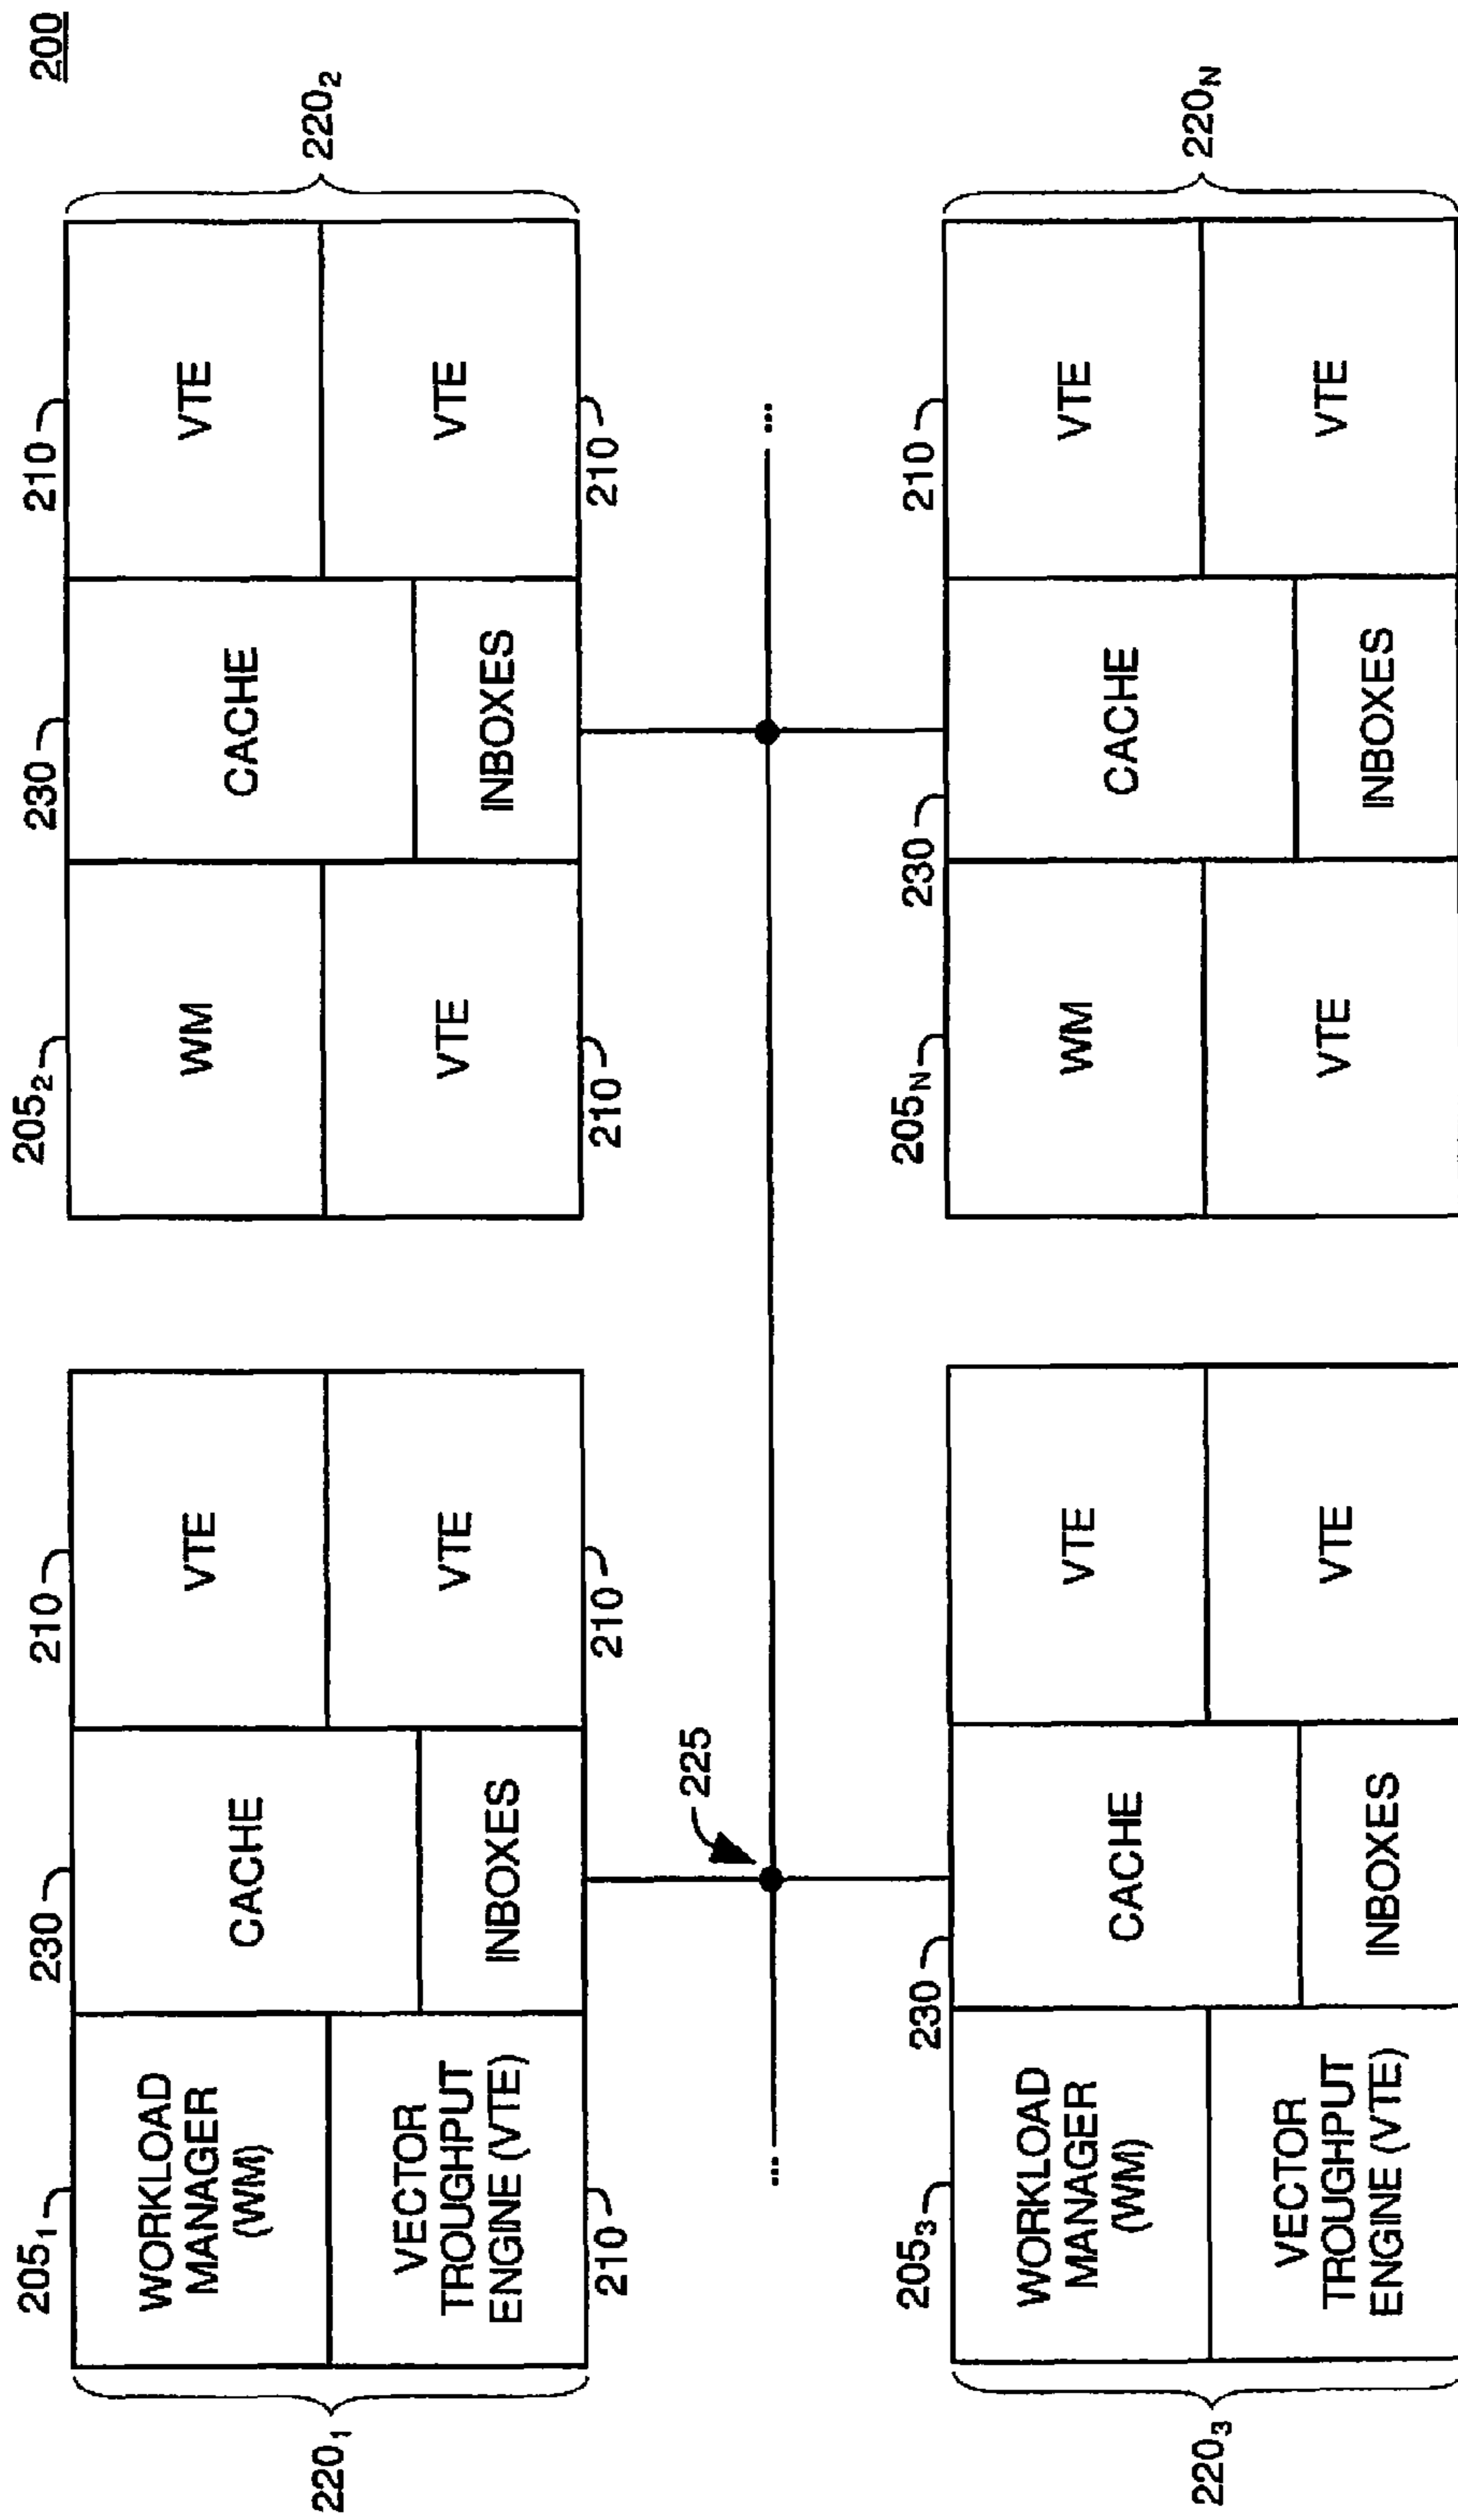 200
205₁
230
210
WORKLOAD
MANAGER
(WM)
CACHE
VTE
220₁
VECTOR
TROUGHPUT
ENGINE (VTE)
INBOXES
VTE
210
210
205₂
230
210
WM
CACHE
VTE
220₂
VTE
INBOXES
VTE
210
210
225
...
...
205₃
230
WORKLOAD
MANAGER
(WM)
CACHE
VTE
220₃
VECTOR
TROUGHPUT
ENGINE (VTE)
INBOXES
VTE
205N
230
210
WM
CACHE
VTE
220N
VTE
INBOXES
VTE